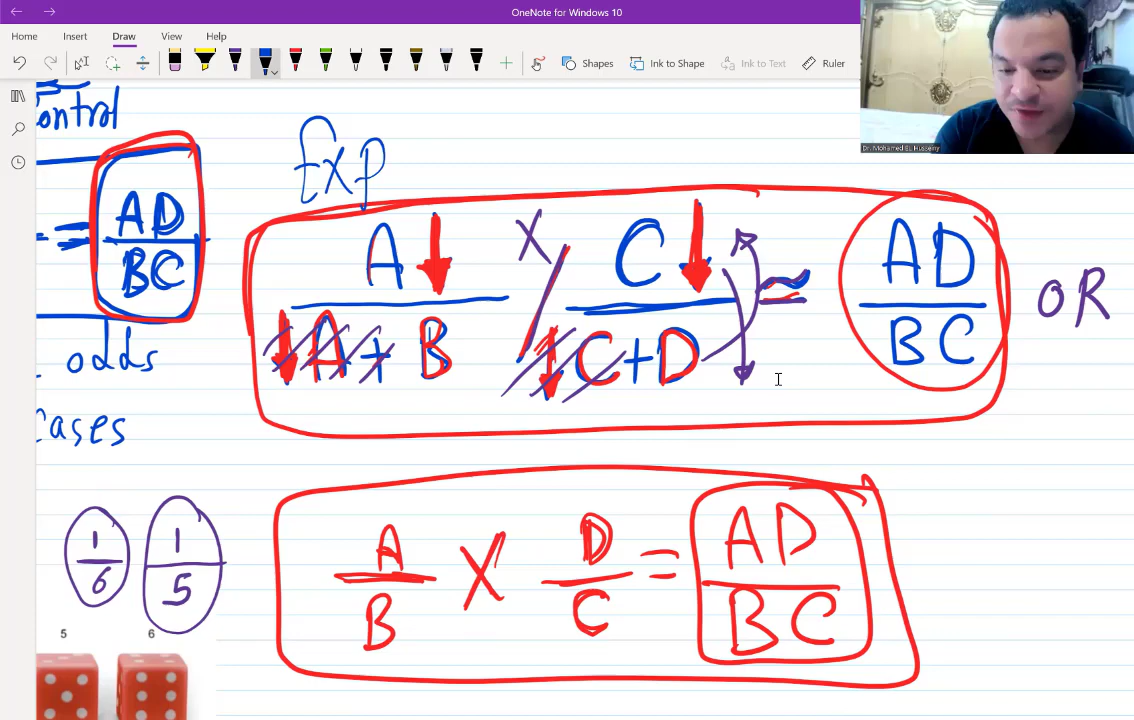 OneNote for Windows 10
Home Insert Draw View Help
Shapes Ink to Shape Ink to Text Ruler
Dr. Mohamed EL Husseiny
ontrol
Exp
= AD
BC
A ↓ X / C ↓ ≈ AD OR
↓ A + B ↓ C + D BC
odds
Cases
1 1
6 5
A X D = AD
B C BC
5 6